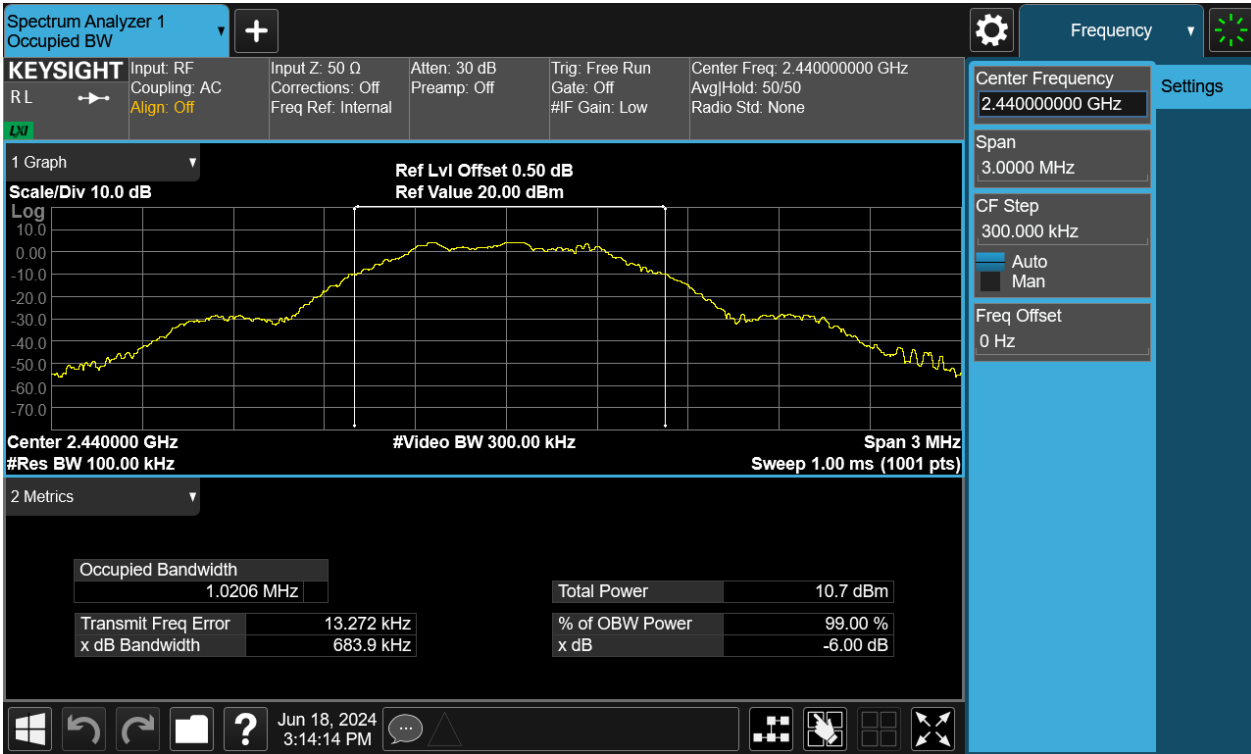 Spectrum Analyzer 1
Occupied BW
+
Frequency
KEYSIGHT
R L
LXI
Input: RF
Coupling: AC
Align: Off
Input Z: 50 Ω
Corrections: Off
Freq Ref: Internal
Atten: 30 dB
Preamp: Off
Trig: Free Run
Gate: Off
#IF Gain: Low
Center Freq: 2.440000000 GHz
Avg|Hold: 50/50
Radio Std: None
Center Frequency
2.440000000 GHz
Settings
Span
3.0000 MHz
CF Step
300.000 kHz
Auto
Man
Freq Offset
0 Hz
1 Graph
Scale/Div 10.0 dB
Ref Lvl Offset 0.50 dB
Ref Value 20.00 dBm
Log
10.0
0.00
-10.0
-20.0
-30.0
-40.0
-50.0
-60.0
-70.0
Center 2.440000 GHz
#Video BW 300.00 kHz
Span 3 MHz
#Res BW 100.00 kHz
Sweep 1.00 ms (1001 pts)
2 Metrics
Occupied Bandwidth
1.0206 MHz
Total Power 10.7 dBm
Transmit Freq Error 13.272 kHz
% of OBW Power 99.00 %
x dB Bandwidth 683.9 kHz
x dB -6.00 dB
?
Jun 18, 2024
3:14:14 PM